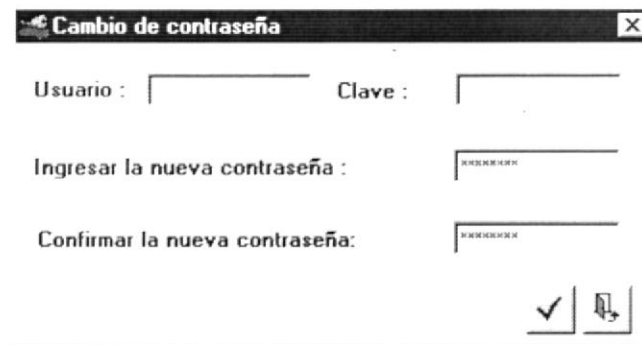 Cambio de contraseña
Usuario : Clave :
Ingresar la nueva contraseña : ********
Confirmar la nueva contraseña: ********